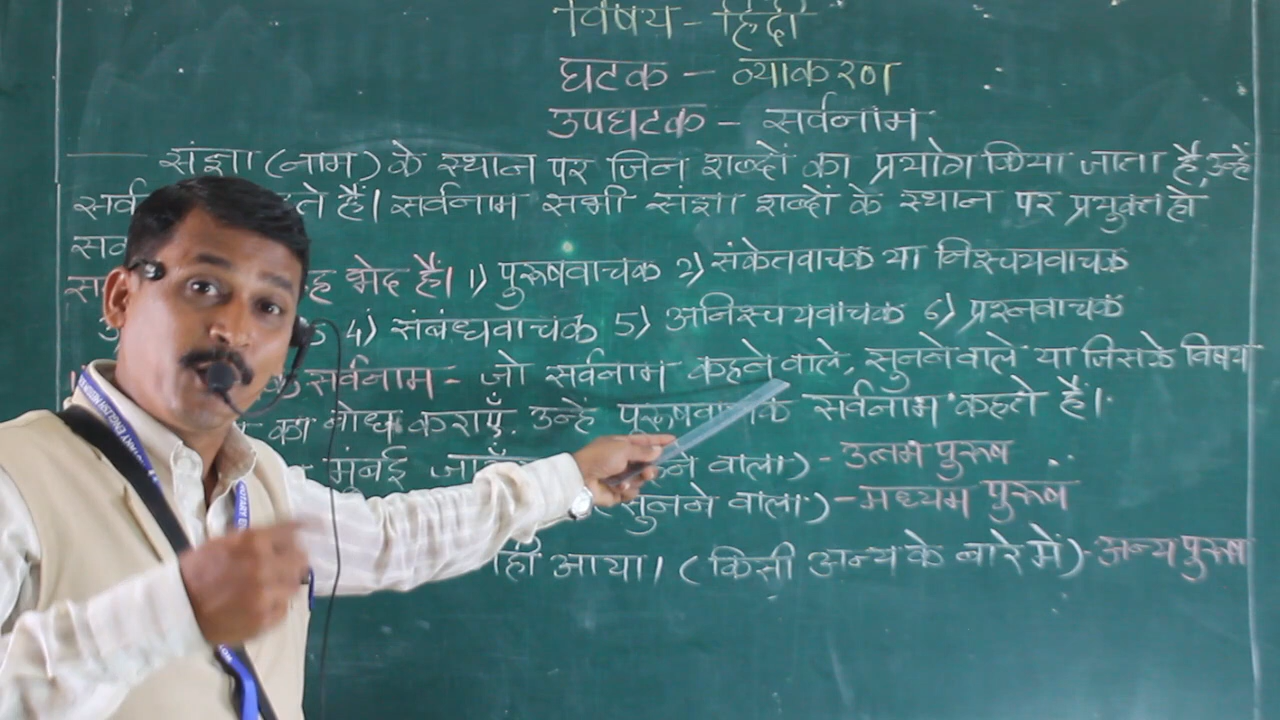 विषय - हिंदी
घटक - व्याकरण
उपघटक - सर्वनाम
संज्ञा (नाम) के स्थान पर जिन शब्दों का प्रयोग किया जाता है, उन्हें
सर्व ते हैं। सर्वनाम सभी संज्ञा शब्दों के स्थान पर प्रयुक्त हो
सक
भेद हैं। 1) पुरूषवाचक 2) संकेतवाचक या निश्चयवाचक
4) संबंधवाचक 5) अनिश्चयवाचक 6) प्रश्नवाचक
सर्वनाम - जो सर्वनाम कहने वाले, सुनने वाले या जिसके विषय
का बोध कराएँ, उन्हें पुरूषवाचक सर्वनाम कहते हैं।
मुंबई वाला) - उत्तम पुरूष
सुनने वाला) - मध्यम पुरूष
हीं आया। (किसी अन्य के बारे में) - अन्य पुरूष